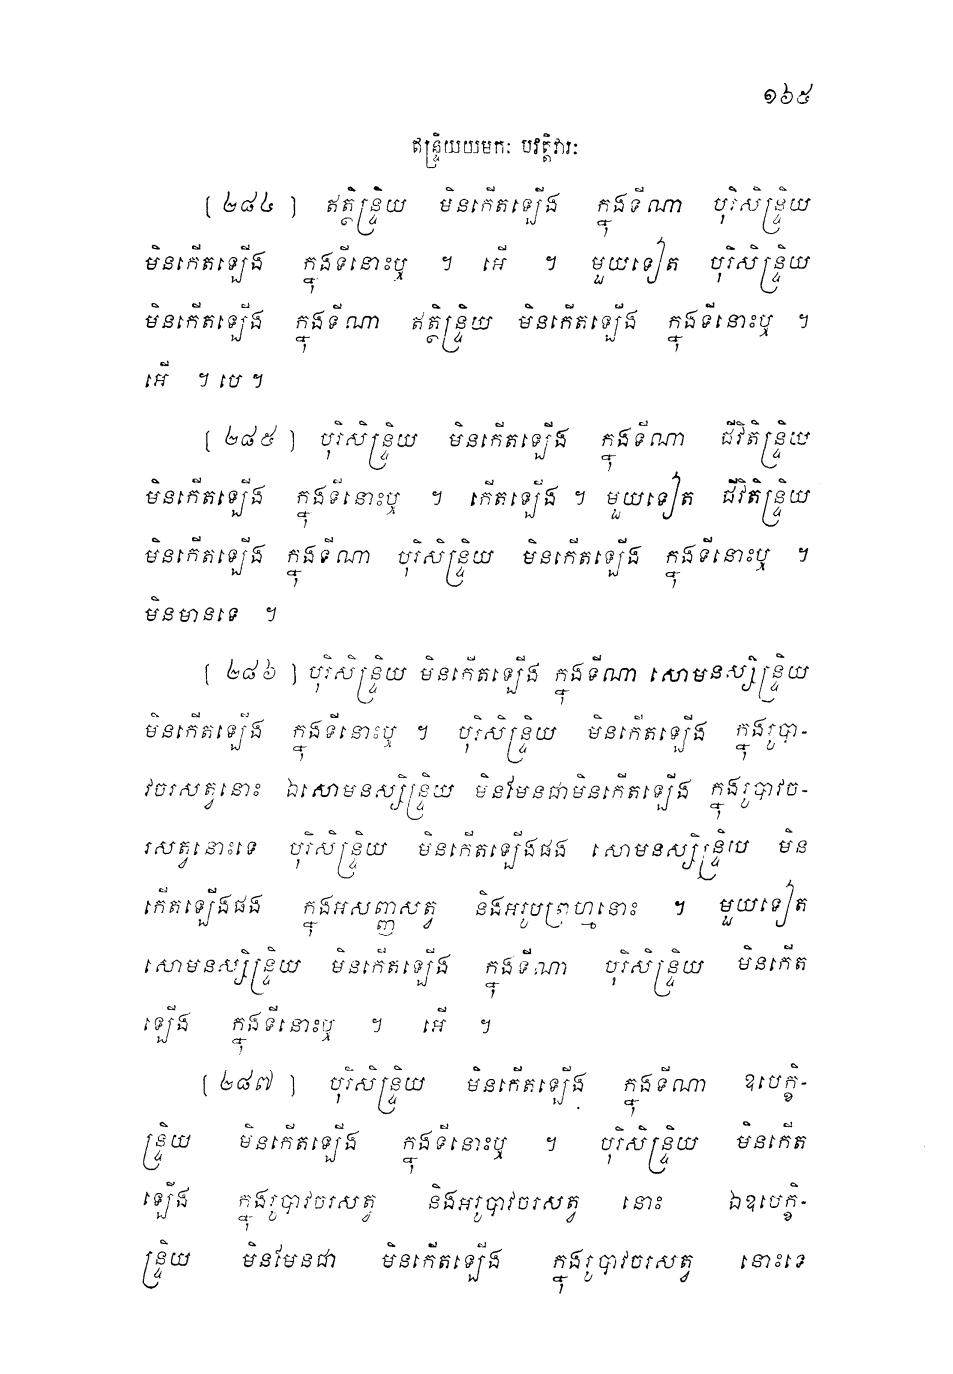 ១៦៥
ឥន្ទ្រិយយមកៈ បវត្តិវារៈ
[ ២៨៤ ] ឥត្ថិន្ទ្រិយ មិនកើតឡើង ក្នុងទីណា បុរិសិន្ទ្រិយ
មិនកើតឡើង ក្នុងទីនោះឬ ។ អើ ។ មួយទៀត បុរិសិន្ទ្រិយ
មិនកើតឡើង ក្នុងទីណា ឥត្ថិន្ទ្រិយ មិនកើតឡើង ក្នុងទីនោះឬ ។
អើ ។ បេ ។
[ ២៨៥ ] បុរិសិន្ទ្រិយ មិនកើតឡើង ក្នុងទីណា ជីវិតិន្ទ្រិយ
មិនកើតឡើង ក្នុងទីនោះឬ ។ កើតឡើង ។ មួយទៀត ជីវិតិន្ទ្រិយ
មិនកើតឡើង ក្នុងទីណា បុរិសិន្ទ្រិយ មិនកើតឡើង ក្នុងទីនោះឬ ។
មិនមានទេ ។
[ ២៨៦ ] បុរិសិន្ទ្រិយ មិនកើតឡើង ក្នុងទីណា សោមនស្សិន្ទ្រិយ
មិនកើតឡើង ក្នុងទីនោះឬ ។ បុរិសិន្ទ្រិយ មិនកើតឡើង ក្នុងរូបា-
វចរសត្វនោះ ឯសោមនស្សិន្ទ្រិយ មិនមែនជាមិនកើតឡើង ក្នុងរូបាវច-
រសត្វនោះទេ បុរិសិន្ទ្រិយ មិនកើតឡើងផង សោមនស្សិន្ទ្រិយ មិន
កើតឡើងផង ក្នុងអសញ្ញសត្វ និងអរូបព្រហ្មនោះ ។ មួយទៀត
សោមនស្សិន្ទ្រិយ មិនកើតឡើង ក្នុងទីណា បុរិសិន្ទ្រិយ មិនកើត
ឡើង ក្នុងទីនោះឬ ។ អើ ។
[ ២៨៧ ] បុរិសិន្ទ្រិយ មិនកើតឡើង ក្នុងទីណា ឧបេក្ខិ-
ន្ទ្រិយ មិនកើតឡើង ក្នុងទីនោះឬ ។ បុរិសិន្ទ្រិយ មិនកើត
ឡើង ក្នុងរូបាវចរសត្វ និងអរូបាវចរសត្វ នោះ ឯឧបេក្ខិ-
ន្ទ្រិយ មិនមែនជា មិនកើតឡើង ក្នុងរូបាវចរសត្វ នោះទេ